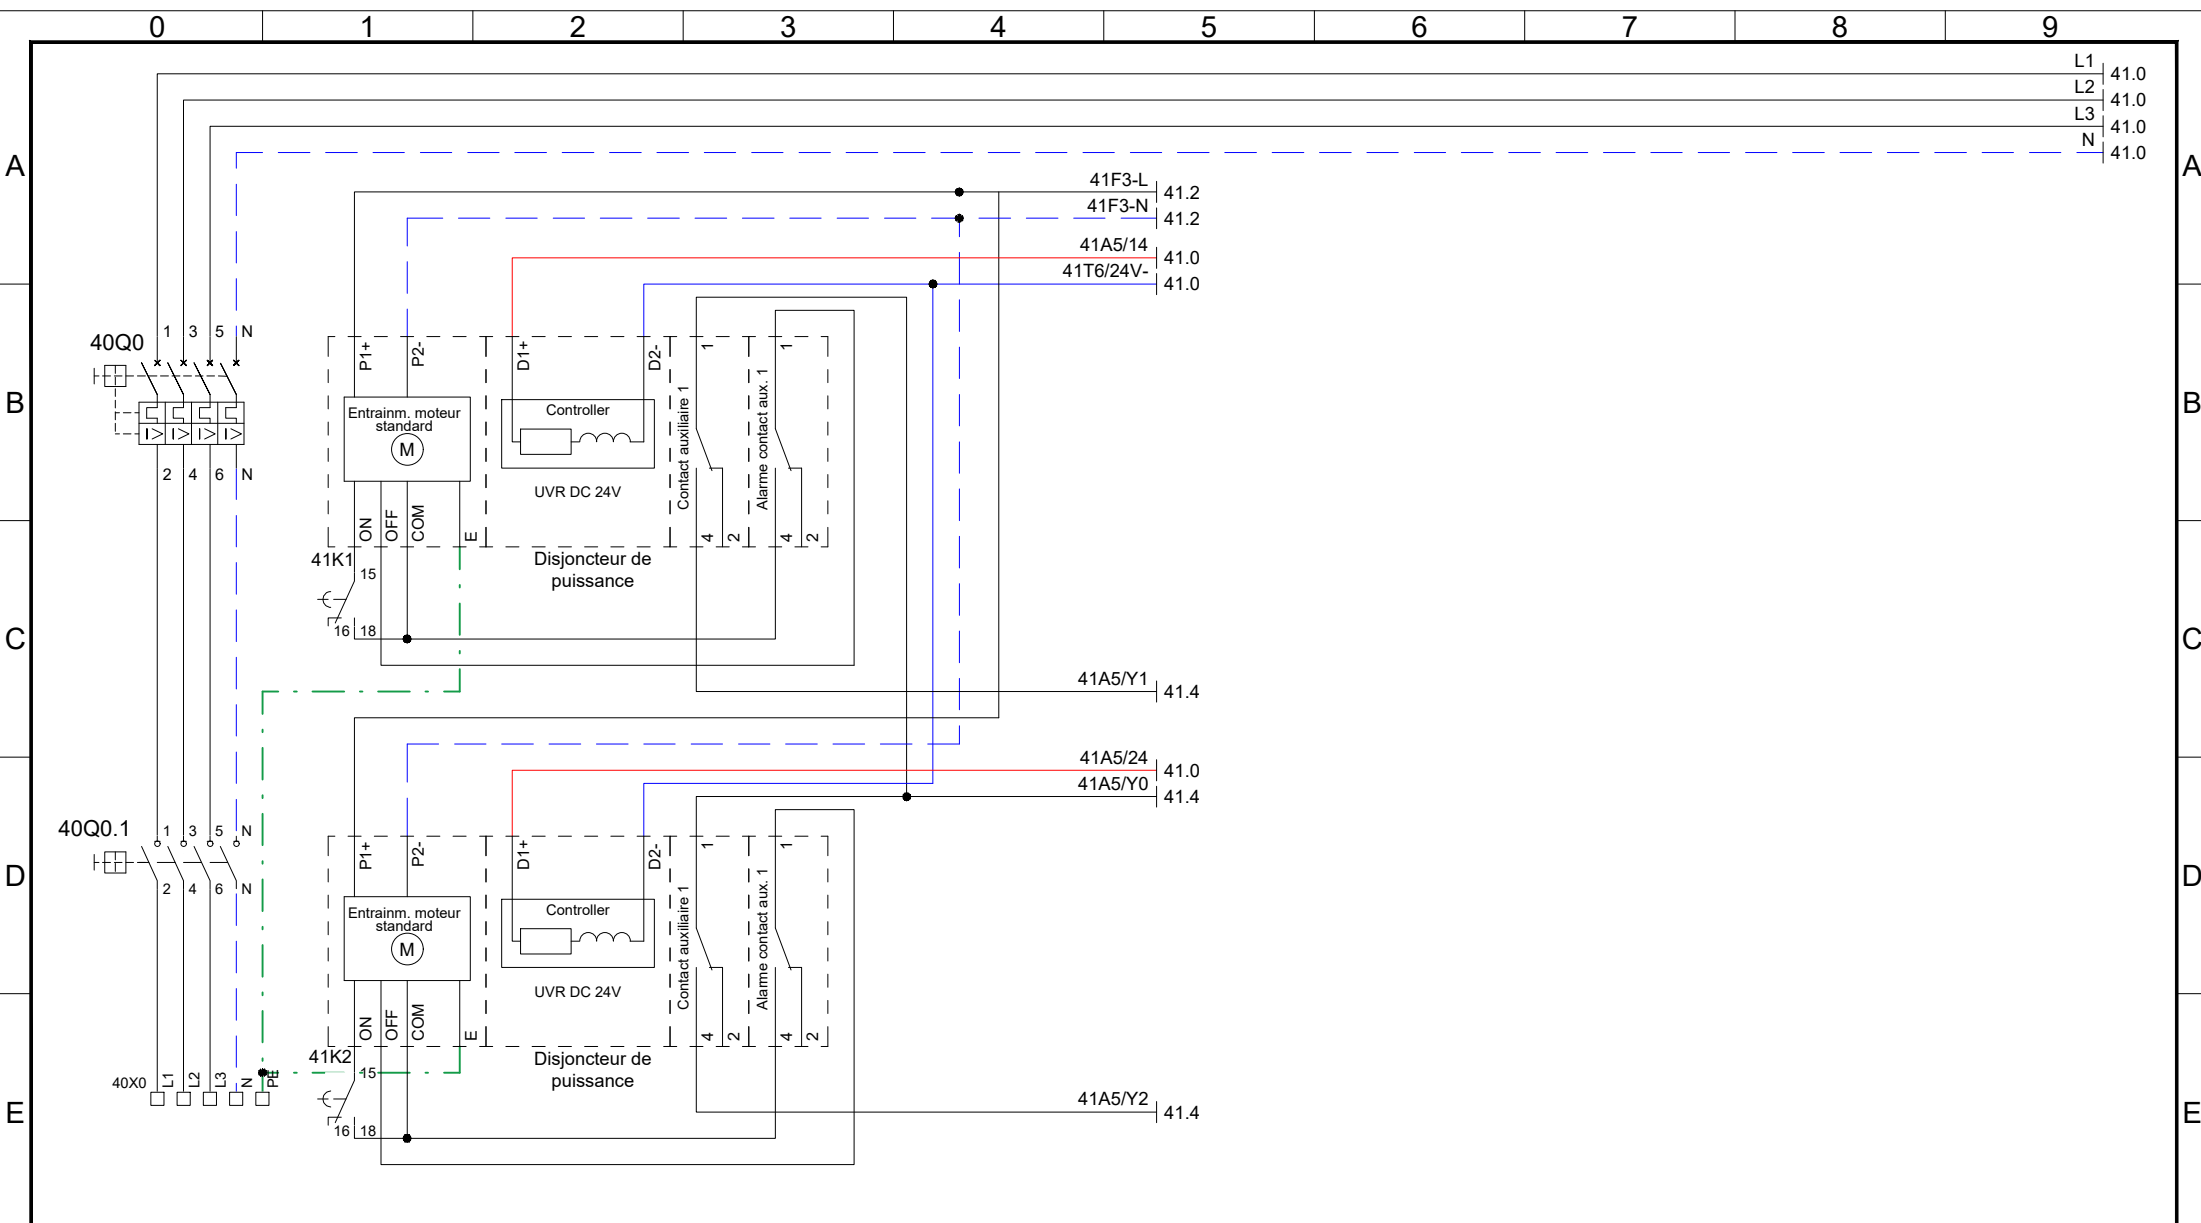 0 1 2 3 4 5 6 7 8 9
L1 41.0
L2 41.0
L3 41.0
N 41.0
A A
41F3-L 41.2
41F3-N 41.2
41A5/14 41.0
41T6/24V- 41.0
40Q0 1 3 5 N
P1+ P2- D1+ D2- 1 1
B B
Entrainm. moteur
standard
M
Controller
UVR DC 24V
Contact auxiliaire 1
Alarme contact aux. 1
I> I> I> I>
2 4 6 N
ON OFF COM E 4 2 4 2
Disjoncteur de
puissance
41K1 15
16 18
C C
41A5/Y1 41.4
41A5/24 41.0
41A5/Y0 41.4
40Q0.1 1 3 5 N
P1+ P2- D1+ D2- 1 1
D D
2 4 6 N
Entrainm. moteur
standard
M
Controller
UVR DC 24V
Contact auxiliaire 1
Alarme contact aux. 1
ON OFF COM E 4 2 4 2
Disjoncteur de
puissance
41K2 15
40X0 L1 L2 L3 N PE
16 18
41A5/Y2 41.4
E E